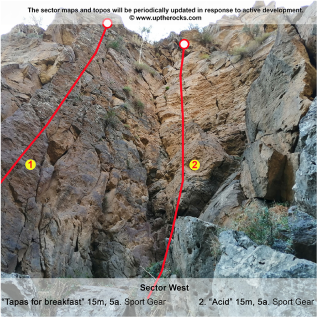 The sector maps and topos will be periodically updated in response to active development.
© www.uptherocks.com
1
2
Sector West
"Tapas for breakfast" 15m, 5a. Sport Gear
2. "Acid" 15m, 5a. Sport Gear